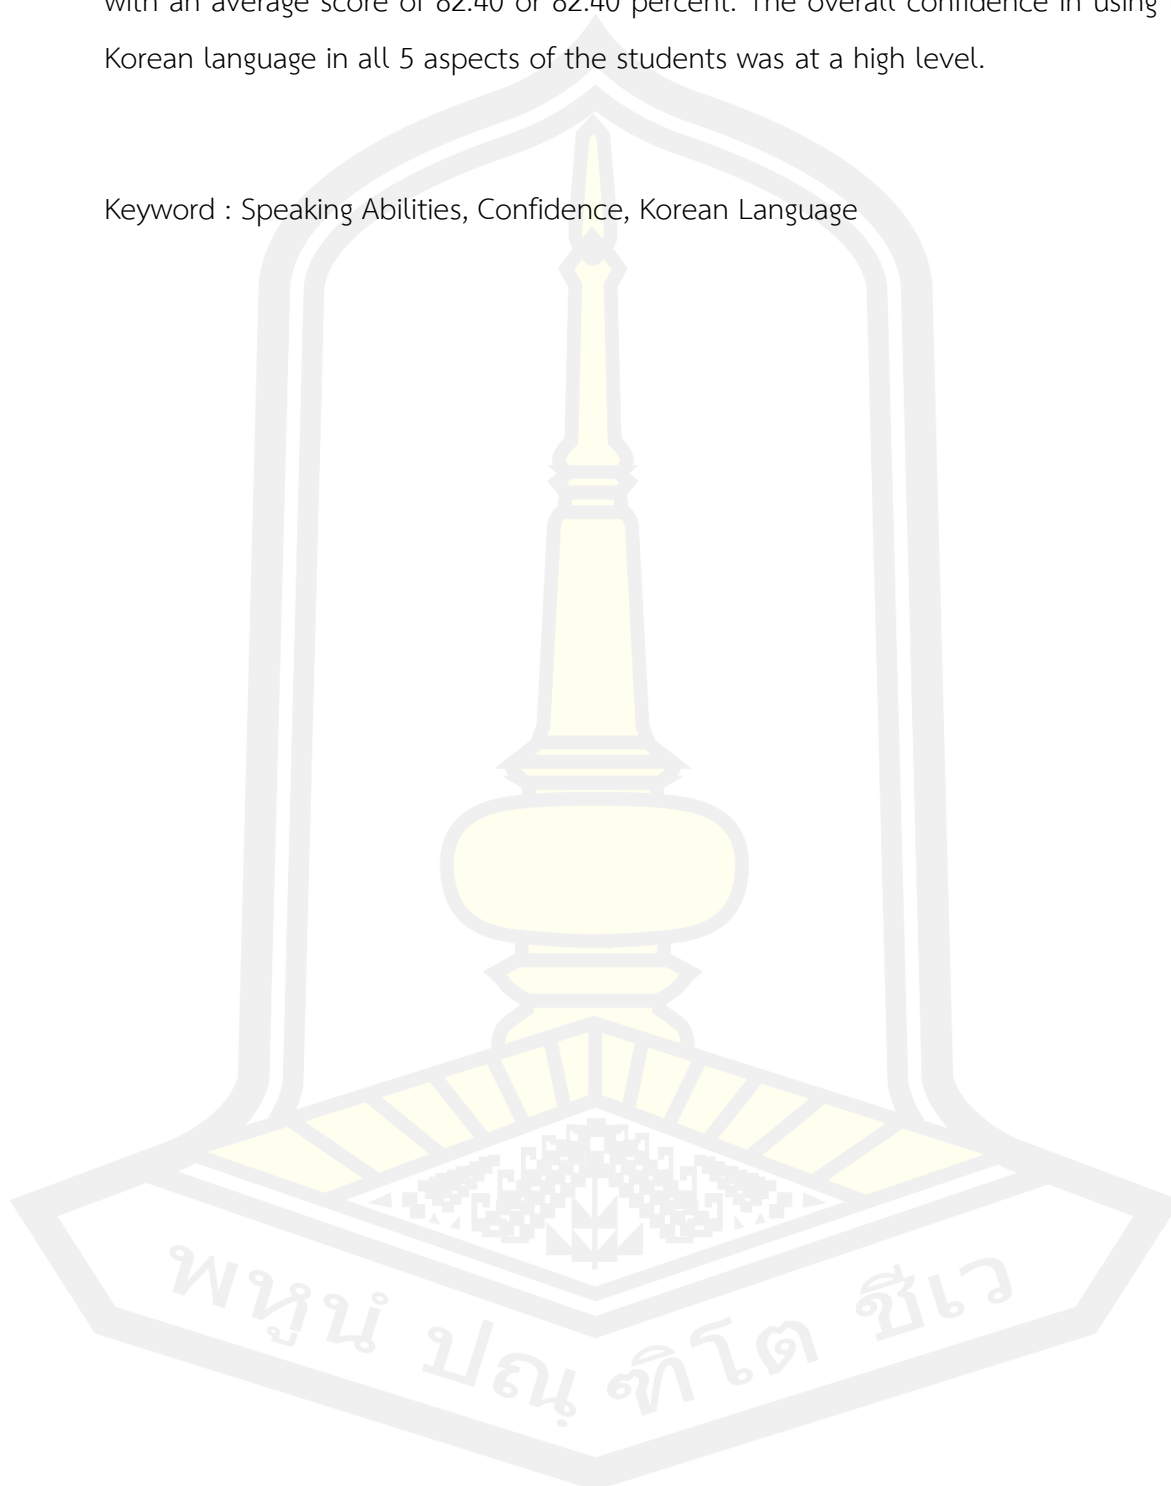 with an average score of 82.40 or 82.40 percent. The overall confidence in using
Korean language in all 5 aspects of the students was at a high level.
Keyword : Speaking Abilities, Confidence, Korean Language
พหูนํ ปณฺฑิโต ชีเว